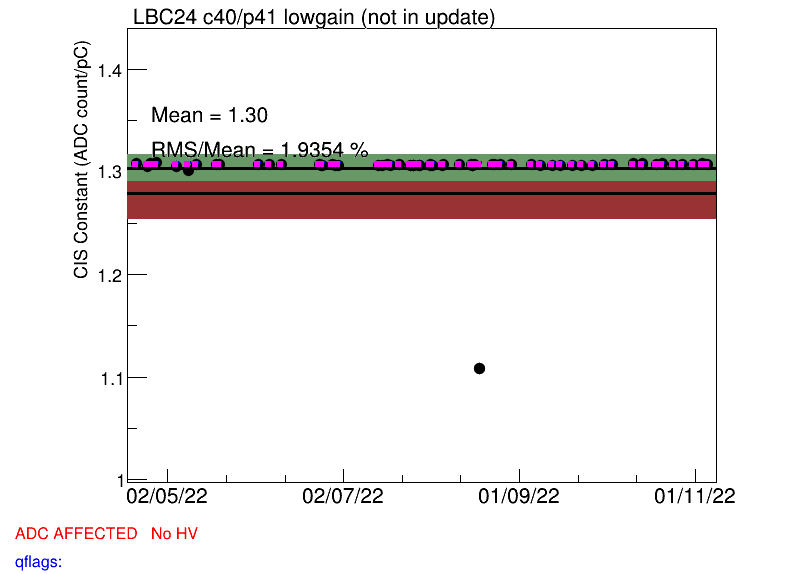 LBC24 c40/p41 lowgain (not in update)
CIS Constant (ADC count/pC)
1.4
Mean = 1.30
RMS/Mean = 1.9354 %
1.3
1.2
1.1
1
02/05/22 02/07/22 01/09/22 01/11/22
ADC AFFECTED No HV
qflags: